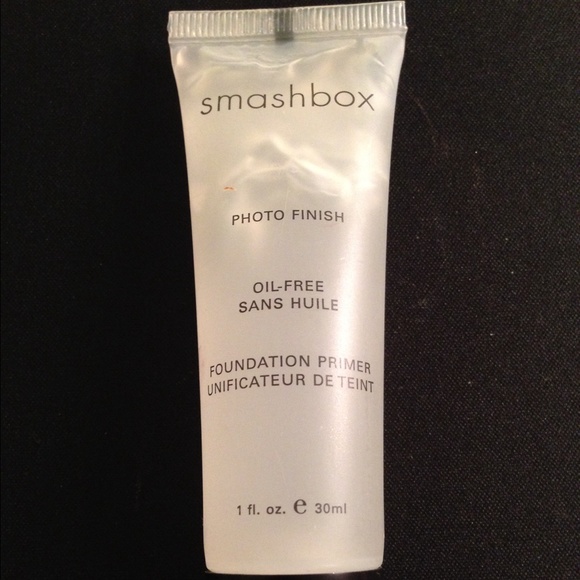 smashbox
PHOTO FINISH
OIL-FREE
SANS HUILE
FOUNDATION PRIMER
UNIFICATEUR DE TEINT
1 fl. oz. e 30ml